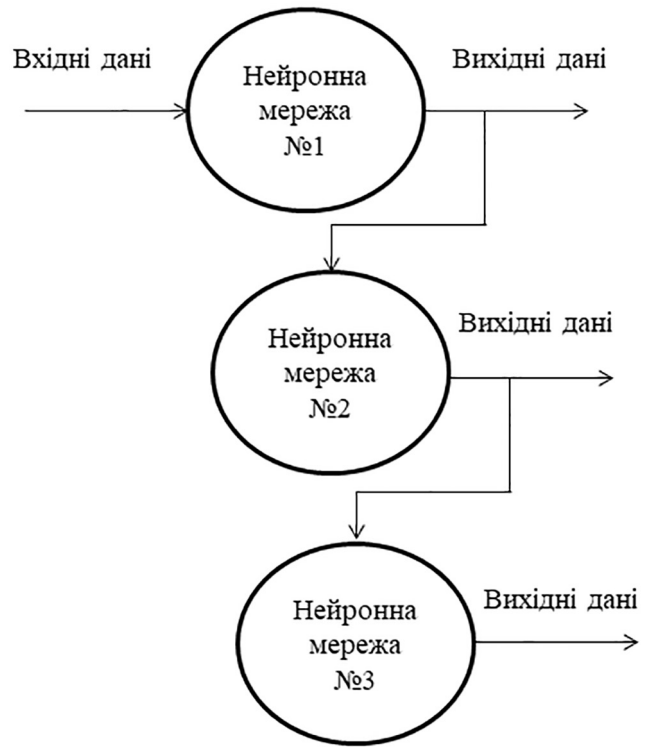 Вхідні дані
Нейронна
мережа
№1
Вихідні дані
Нейронна
мережа
№2
Вихідні дані
Нейронна
мережа
№3
Вихідні дані